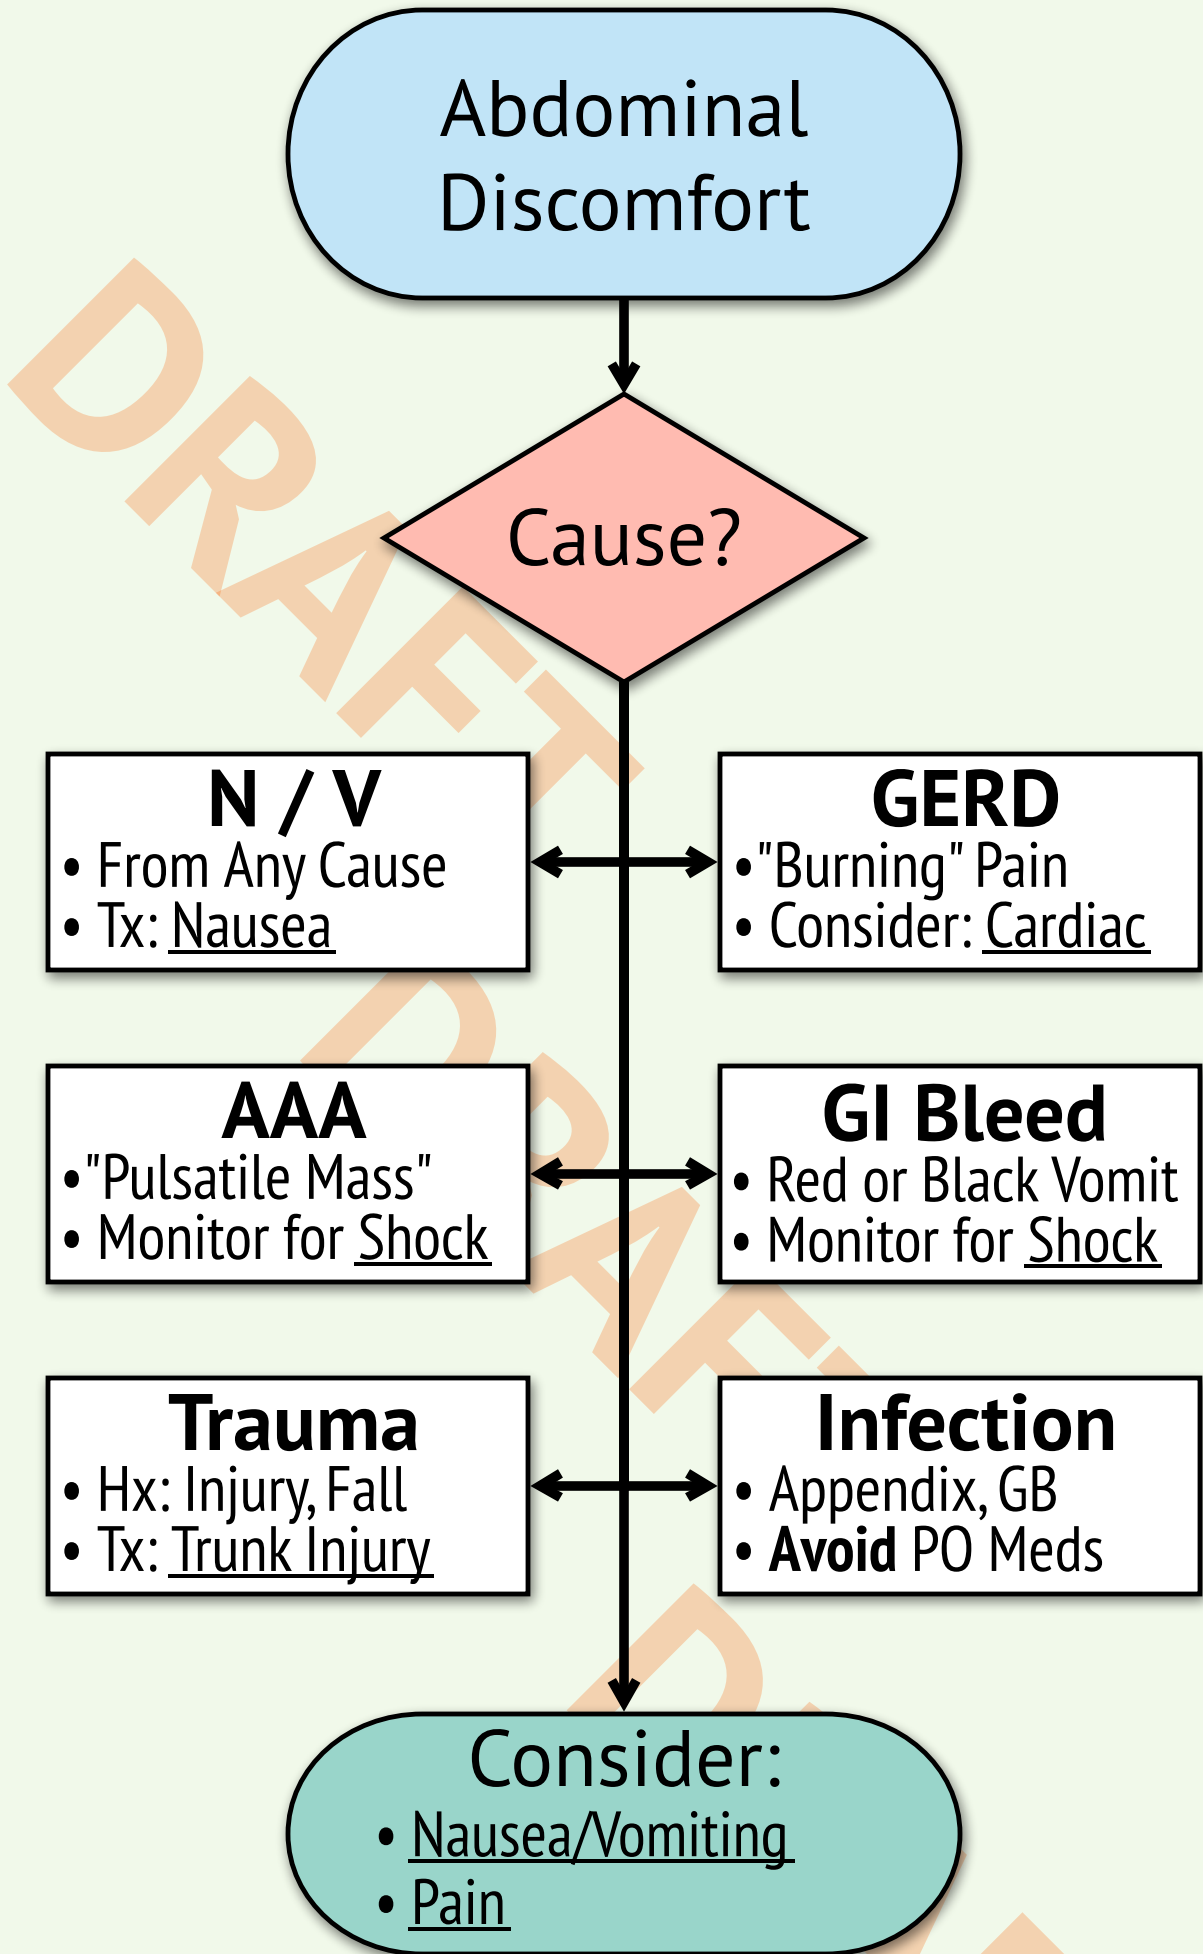 Abdominal
Discomfort
DRAFT
Cause?
N / V
• From Any Cause
• Tx: Nausea
GERD
•"Burning" Pain
• Consider: Cardiac
DRAFT
AAA
•"Pulsatile Mass"
• Monitor for Shock
GI Bleed
• Red or Black Vomit
• Monitor for Shock
Trauma
• Hx: Injury, Fall
• Tx: Trunk Injury
Infection
• Appendix, GB
• Avoid PO Meds
Consider:
• Nausea/Vomiting
• Pain